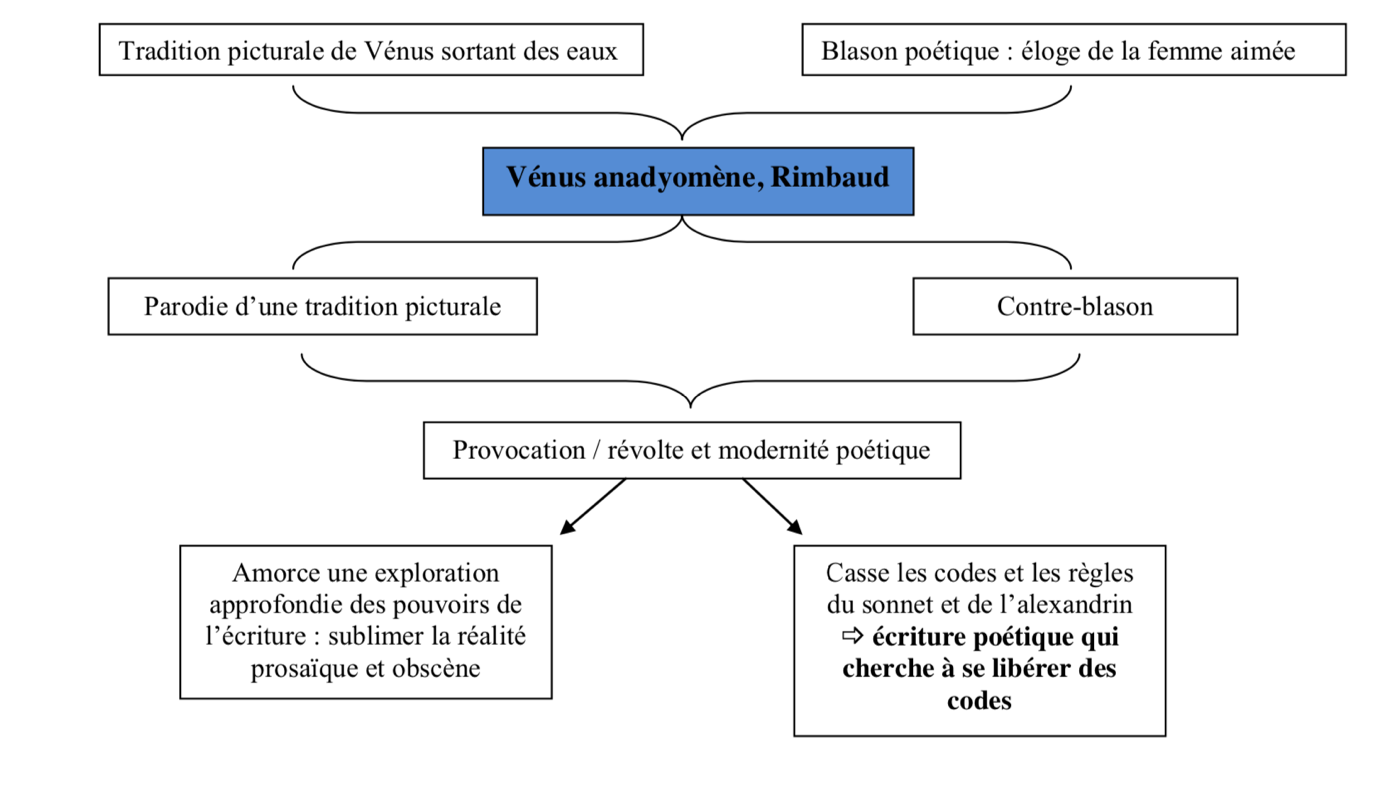 Tradition picturale de Vénus sortant des eaux
Blason poétique : éloge de la femme aimée
Vénus anadyomène, Rimbaud
Parodie d’une tradition picturale
Contre-blason
Provocation / révolte et modernité poétique
Amorce une exploration
approfondie des pouvoirs de
l’écriture : sublimer la réalité
prosaïque et obscène
Casse les codes et les règles
du sonnet et de l’alexandrin
⇨ écriture poétique qui
cherche à se libérer des
codes